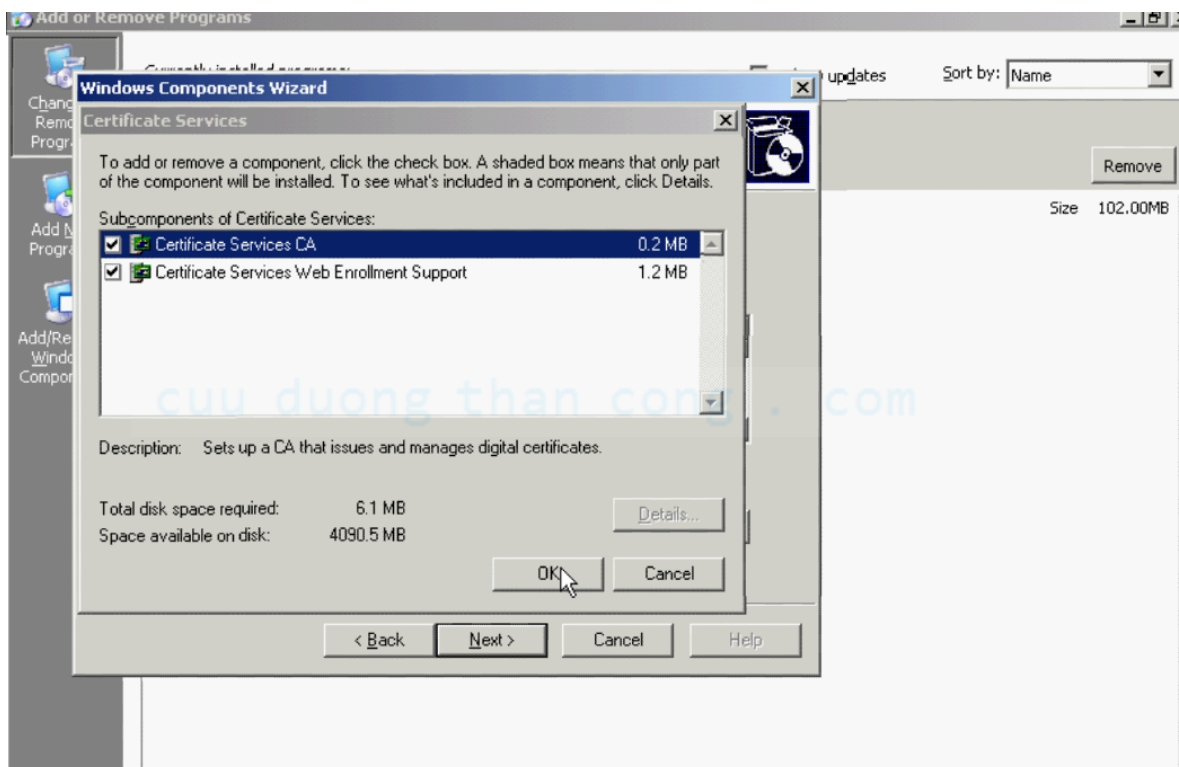 Add or Remove Programs
updates
Sort by: Name
Windows Components Wizard
Certificate Services
To add or remove a component, click the check box. A shaded box means that only part
of the component will be installed. To see what's included in a component, click Details.
Remove
Size 102.00MB
Subcomponents of Certificate Services:
Certificate Services CA 0.2 MB
Certificate Services Web Enrollment Support 1.2 MB
cuu duong than cong . com
Description: Sets up a CA that issues and manages digital certificates.
Total disk space required: 6.1 MB
Space available on disk: 4090.5 MB
Details...
OK Cancel
< Back Next > Cancel Help